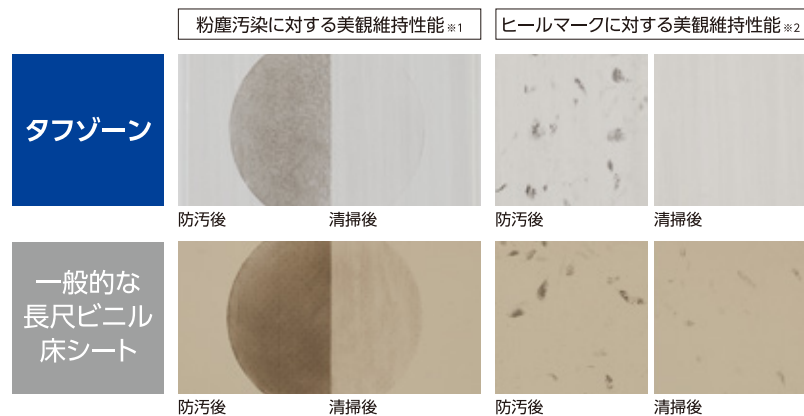 粉塵汚染に対する美観維持性能※1
ヒールマークに対する美観維持性能※2
タフゾーン
防汚後
清掃後
防汚後
清掃後
一般的な
長尺ビニル
床シート
防汚後
清掃後
防汚後
清掃後